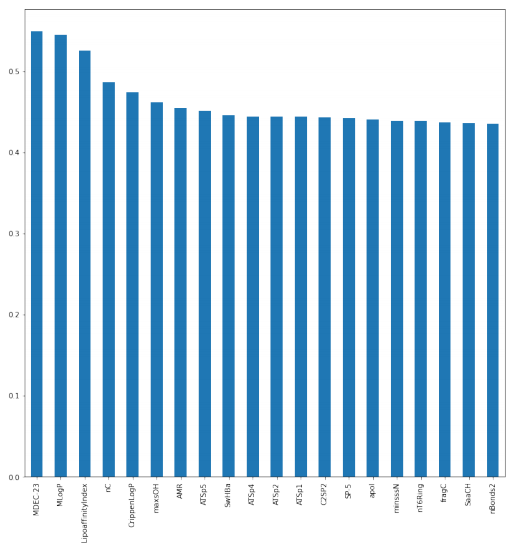 0.5
0.4
0.3
0.2
0.1
0.0
MDEC-23
MLogP
LipoaffinityIndex
nC
CrippenLogP
maxsOH
AMR
ATSp5
SwHBa
ATSp4
ATSp2
ATSp1
C2SP2
SP-5
apol
minsssN
nT6Ring
fragC
SaaCH
nBonds2